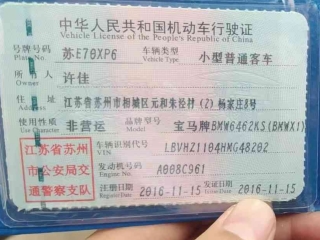 中华人民共和国机动车行驶证
Vehicle License of the People's Republic of China
号牌号码 苏E70XP6 车辆类型 小型普通客车
Plate No. Vehicle Type
所有人 许佳
Owner
住址 江苏省苏州市相城区元和朱泾村(2)杨家庄8号
Address
使用性质 非营运 品牌型号 宝马牌BMW6462KS(BMWX1)
Use Character Model
江苏省苏州 车辆识别代号 LBVHZ1104HMG48202
VIN
市公安局交 发动机号码 A008C961
Engine No.
通警察支队 注册日期 2016-11-15 发证日期 2016-11-15
Register Date Issue Date